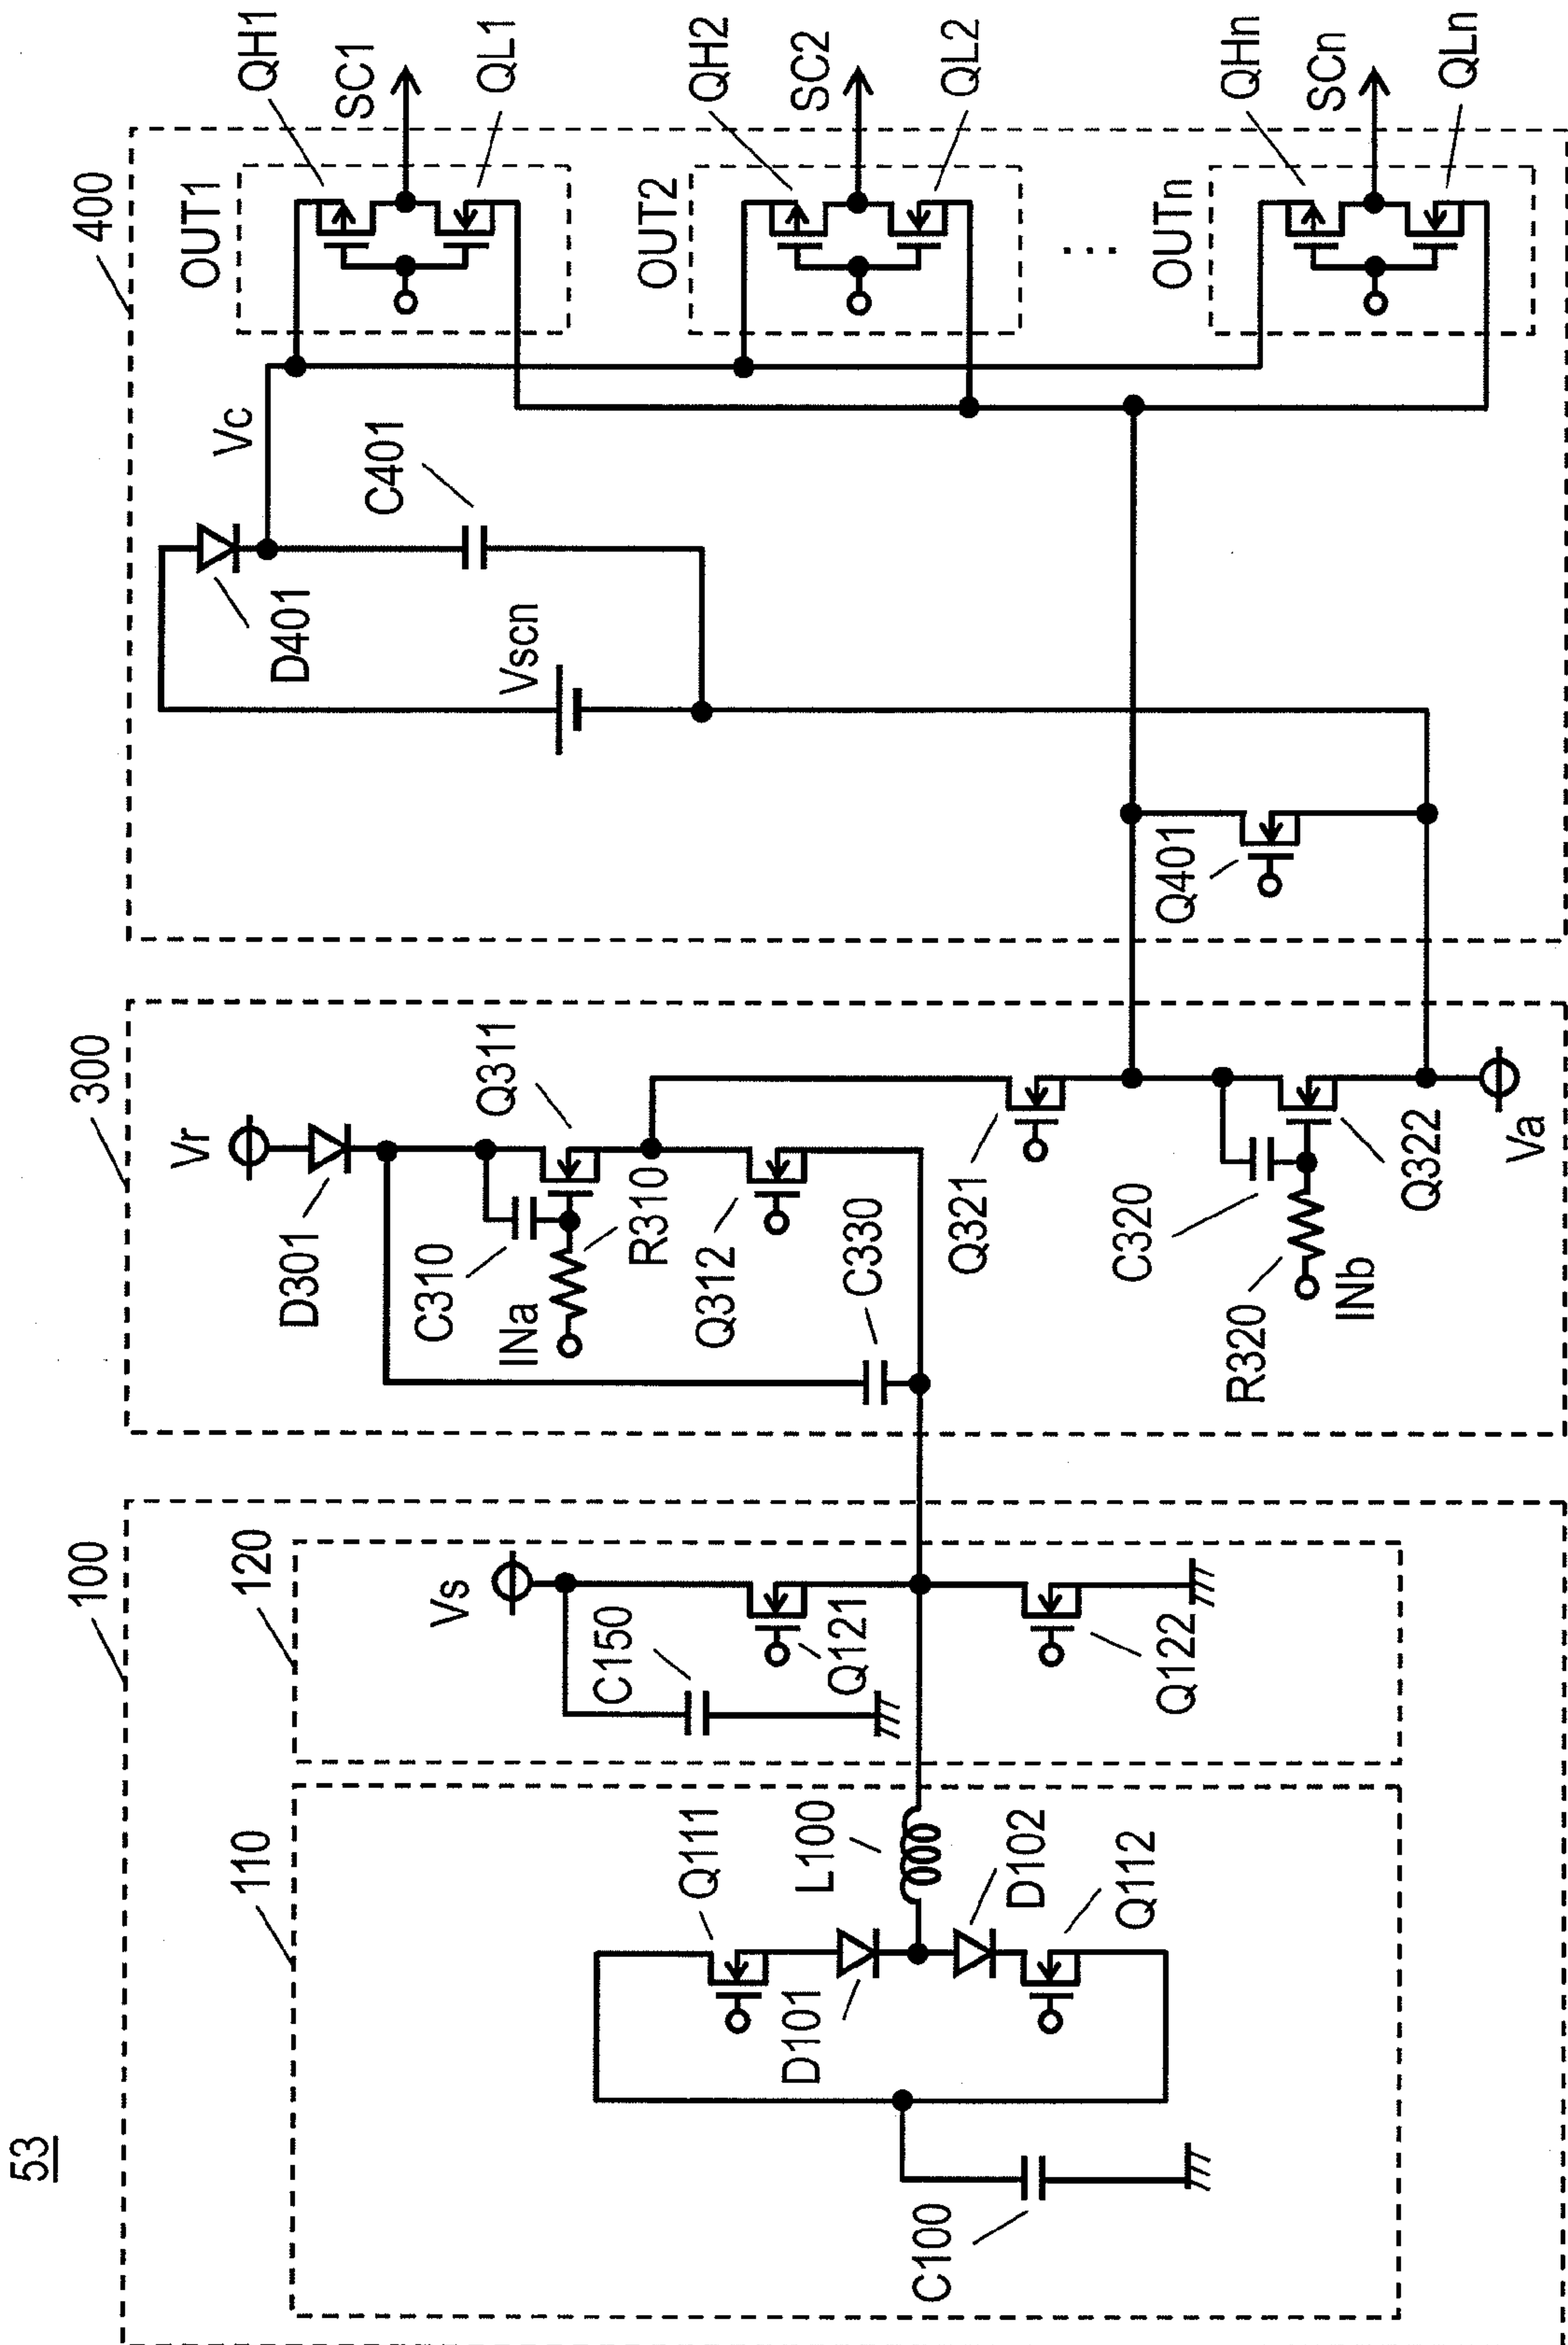 53
100
110
Q111
L100
D101
D102
Q112
C100
120
Vs
C150
Q121
Q122
300
Vr
D301
Q311
C310
INa
R310
Q312
C330
Q321
C320
R320
INb
Q322
Va
400
Vc
D401
C401
Vscn
Q401
OUT1
QH1
SC1
QL1
OUT2
QH2
SC2
QL2
...
OUTn
QHn
SCn
QLn